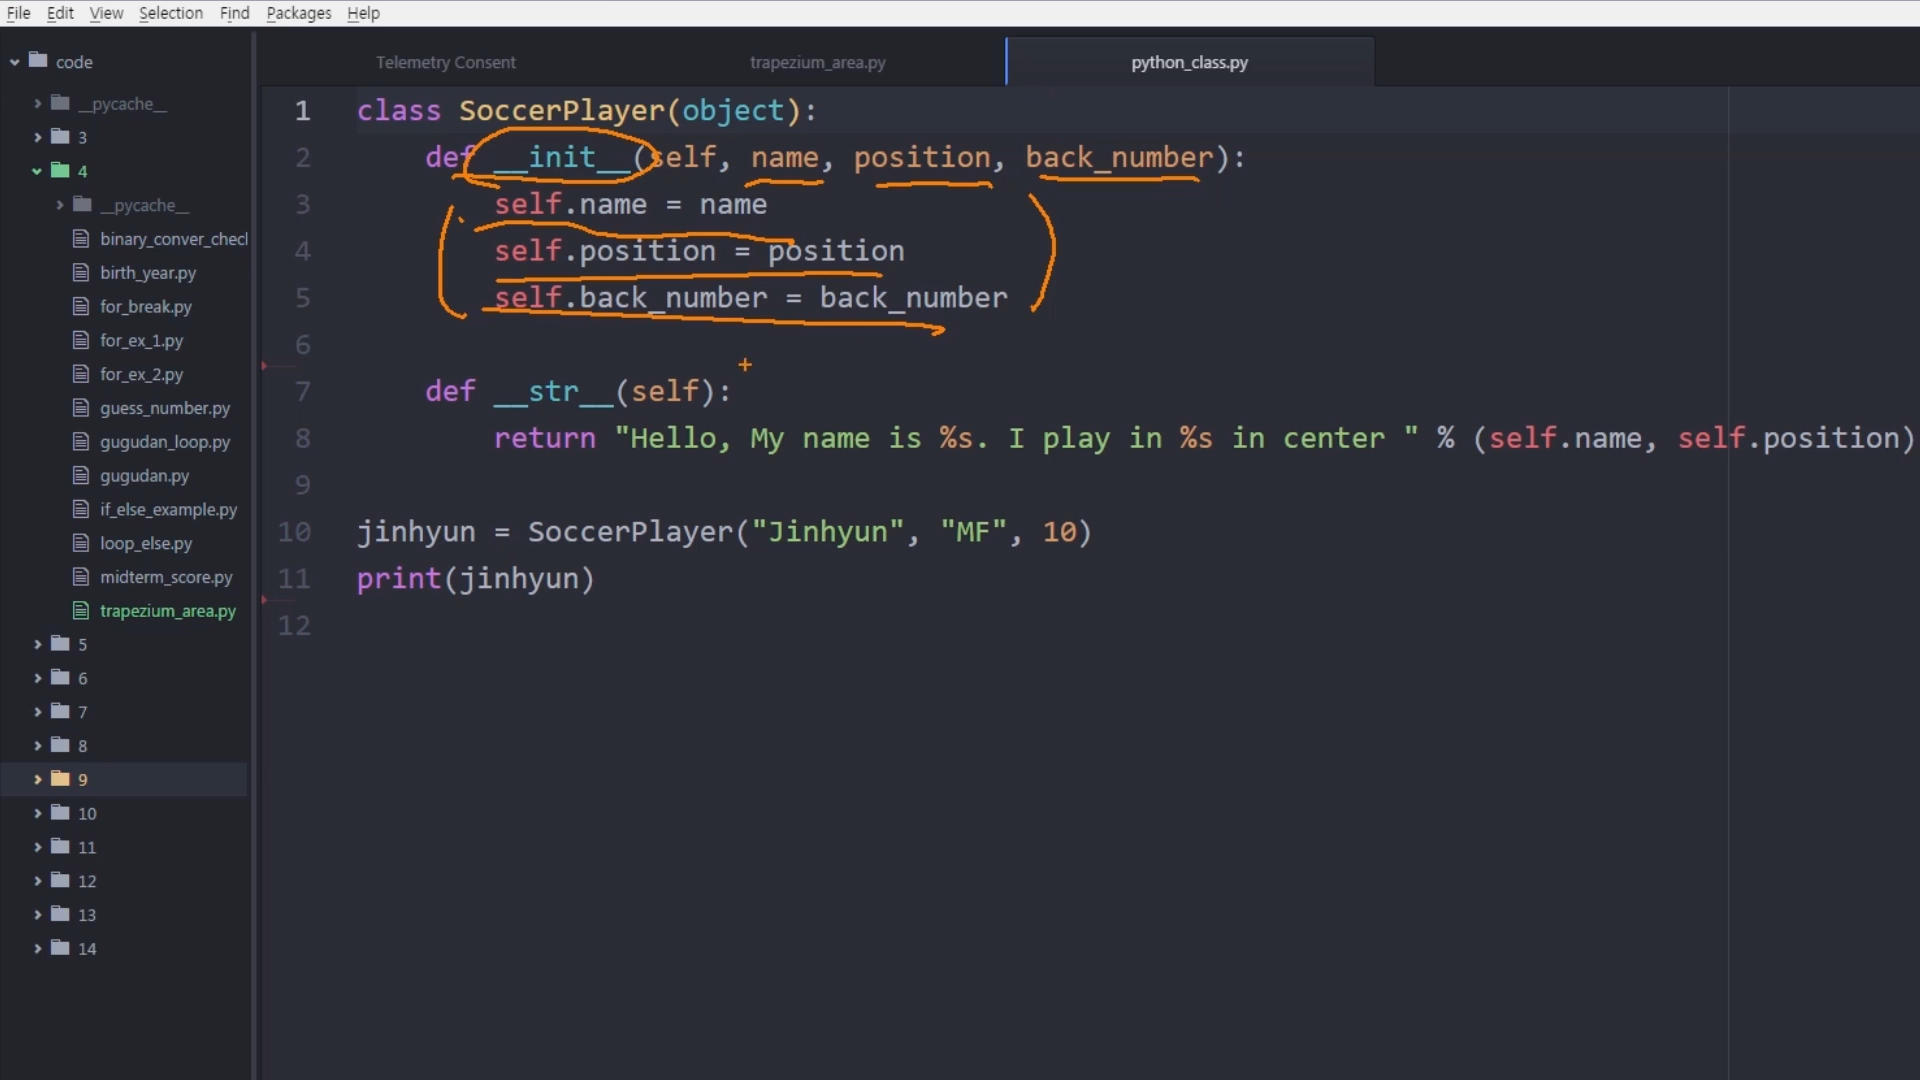 File Edit View Selection Find Packages Help
code
__pycache__
3
4
__pycache__
binary_conver_chec
birth_year.py
for_break.py
for_ex_1.py
for_ex_2.py
guess_number.py
gugudan_loop.py
gugudan.py
if_else_example.py
loop_else.py
midterm_score.py
trapezium_area.py
5
6
7
8
9
10
11
12
13
14
Telemetry Consent trapezium_area.py python_class.py
1 class SoccerPlayer(object):
2 def __init__(self, name, position, back_number):
3 self.name = name
4 self.position = position
5 self.back_number = back_number
6
7 def __str__(self):
8 return "Hello, My name is %s. I play in %s in center " % (self.name, self.position)
9
10 jinhyun = SoccerPlayer("Jinhyun", "MF", 10)
11 print(jinhyun)
12